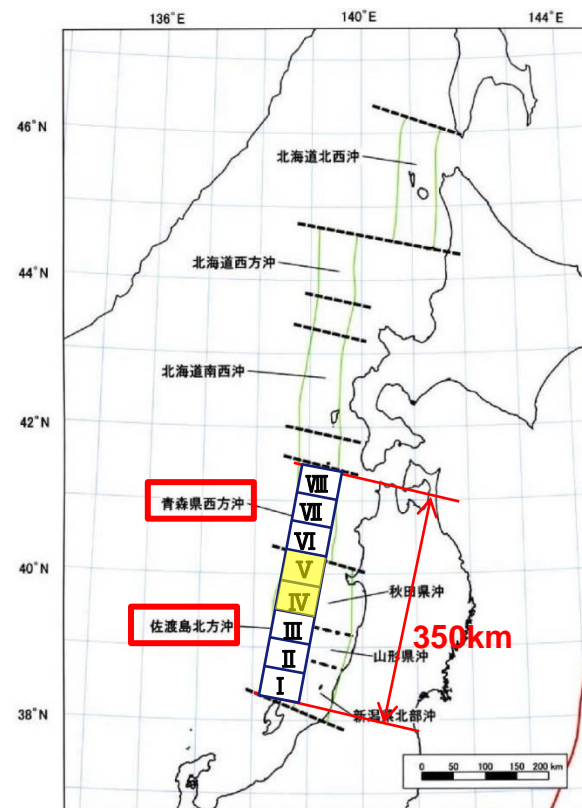 136°E
140°E
144°E
46°N
北海道北西沖
北海道西方沖
44°N
北海道南西沖
42°N
青森県西方沖
Ⅷ
Ⅶ
Ⅵ
40°N
Ⅴ
Ⅳ
秋田県沖
佐渡島北方沖
Ⅲ
350km
Ⅱ
山形県沖
Ⅰ
新潟県北部沖
38°N
0 50 100 150 200 km